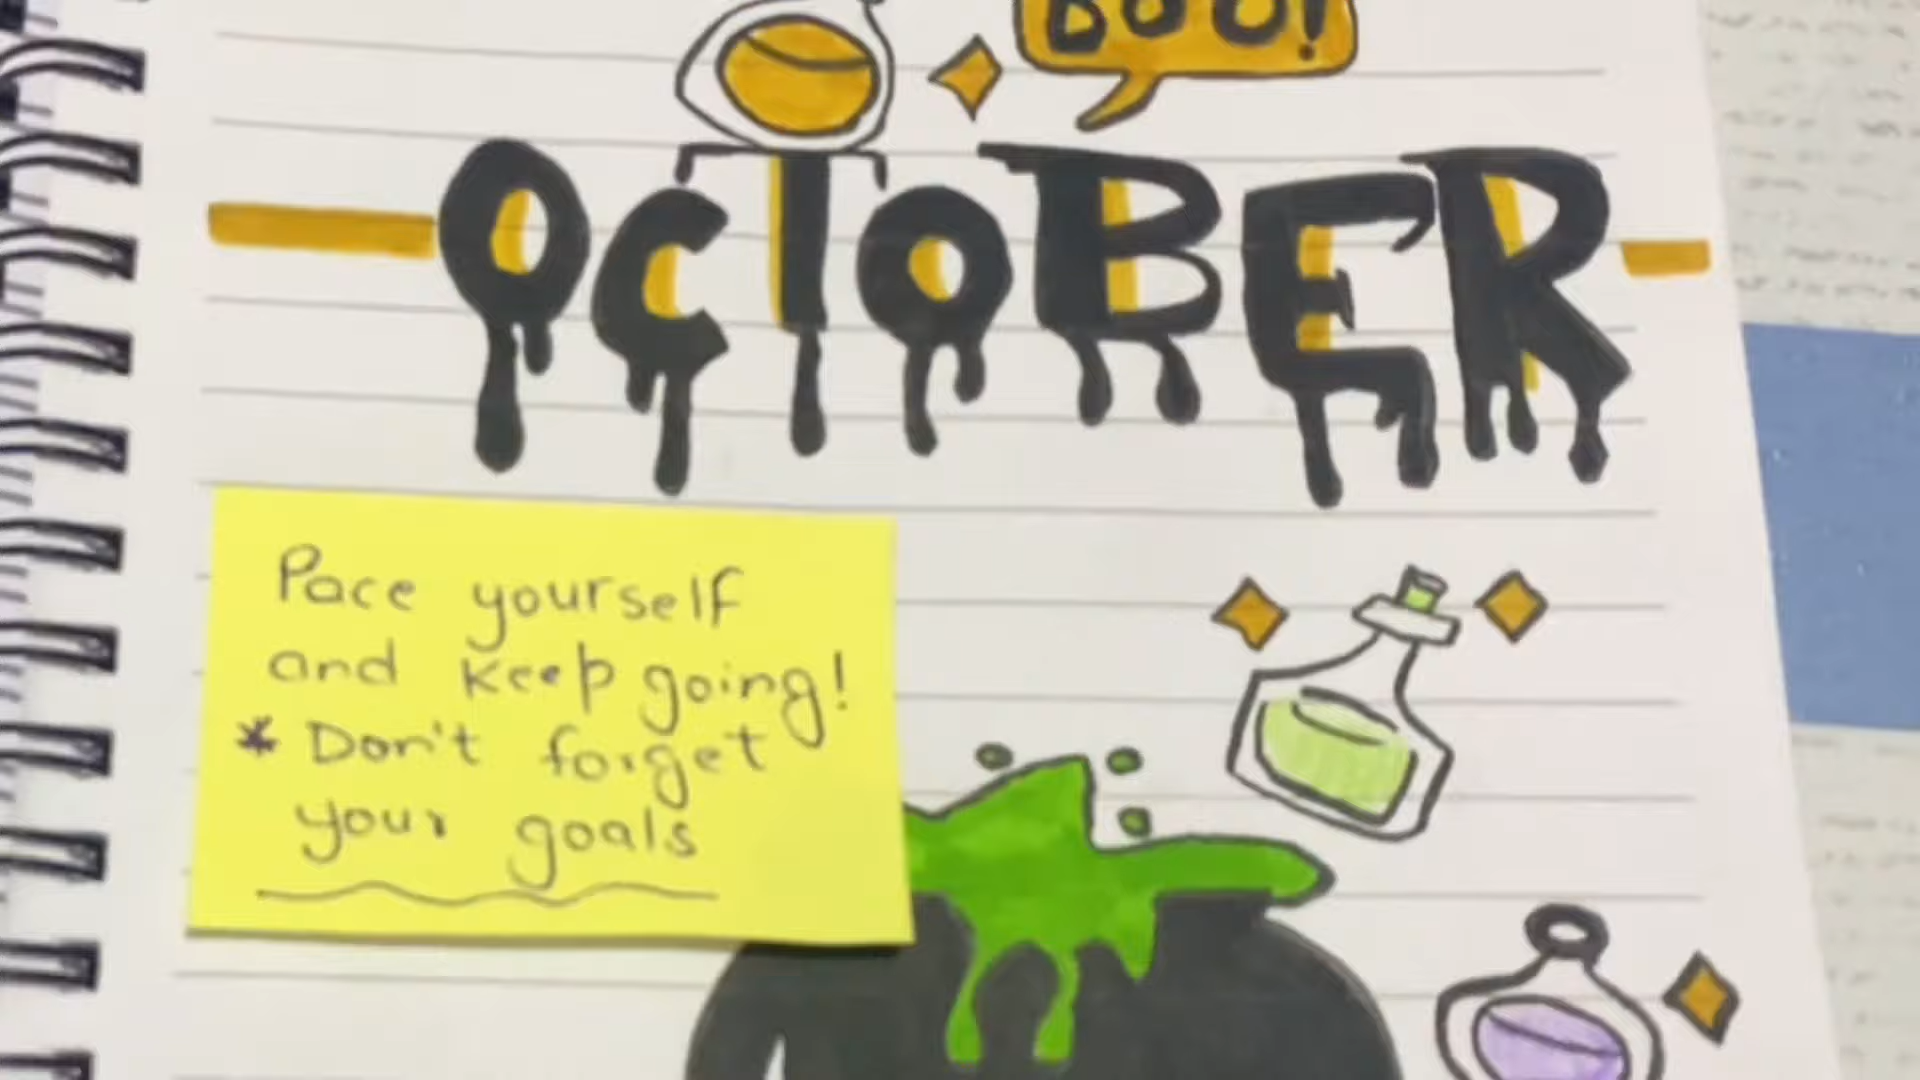 BOO!
OCTOBER
Pace yourself
and keep going!
* Don't forget
your goals